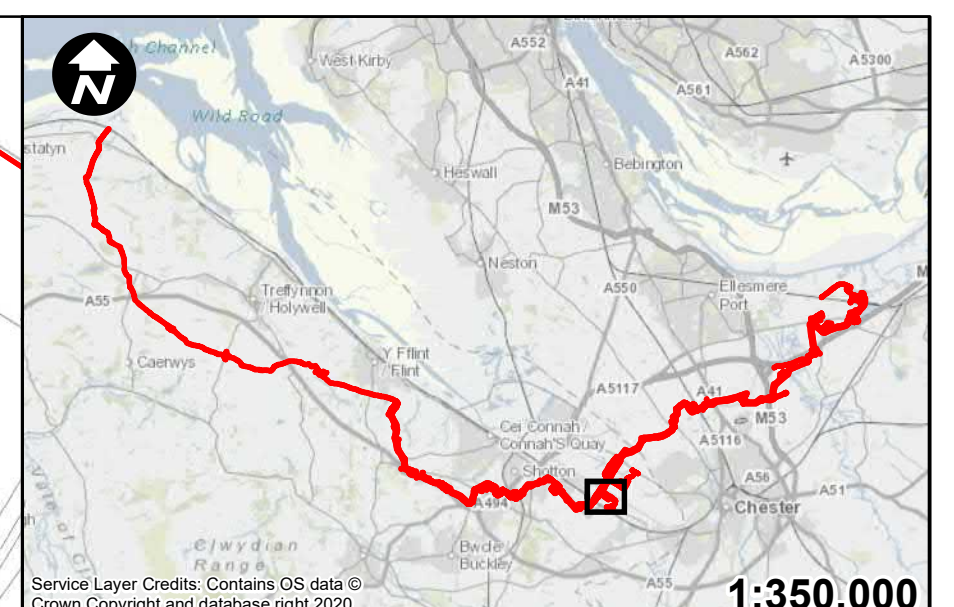 N
h Channel
West Kirby
A552
A562
A5300
A41
A561
Wild Road
statyn
Heswall
Bebington
M53
Neston
A550
Ellesmere
Port
M
Treffynnon
/ Holywell
A55
Caerwys
Y Fflint
/ Flint
A5117
A41
M53
Cei Connah /
Connah'S Quay
A5116
Shotton
A56
A51
A494
Chester
Clwydian
Range
Bwcle /
Buckley
A55
gh
Service Layer Credits: Contains OS data ©
Crown Copyright and database right 2020
1:350,000